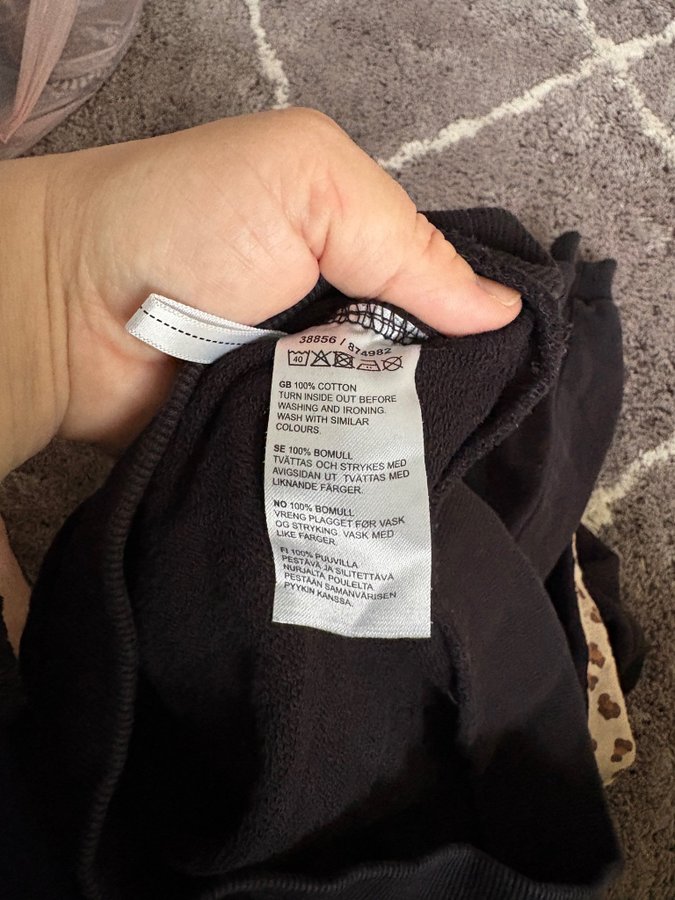 38856 / 874982
40
GB 100% COTTON
TURN INSIDE OUT BEFORE
WASHING AND IRONING.
WASH WITH SIMILAR
COLOURS.
SE 100% BOMULL
TVÄTTAS OCH STRYKES MED
AVIGSIDAN UT. TVÄTTAS MED
LIKNANDE FÄRGER.
NO 100% BOMULL
VRENG PLAGGET FØR VASK
OG STRYKING. VASK MED
LIKE FARGER.
FI 100% PUUVILLA
PESTÄVÄ JA SILITETTÄVÄ
NURJALTA POULELTA
PESTÄÄN SAMANVÄRISEN
PYYKIN KANSSA.